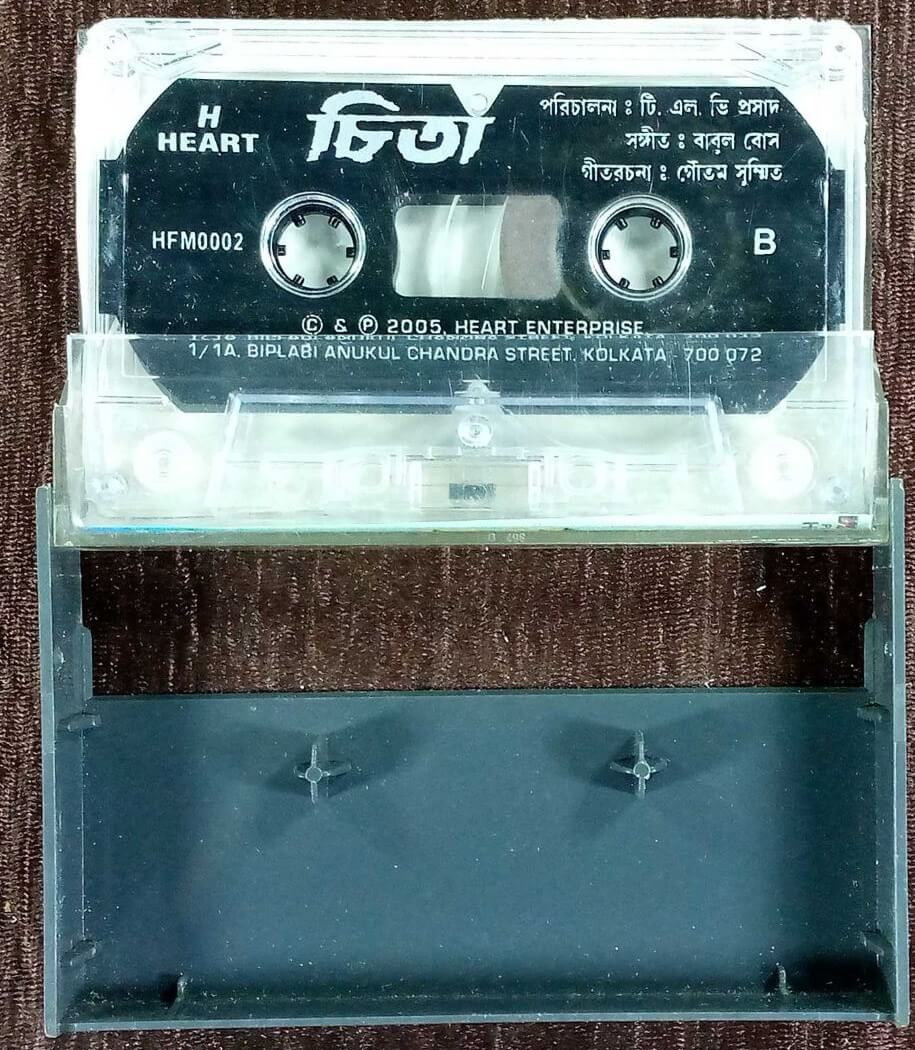 H
HEART
চিতা
পরিচালনা : টি. এল. ভি প্রসাদ
সঙ্গীত : বাবুল বোস
গীতরচনা : গৌতম সুস্মিত
HFM0002
B
© & ℗ 2005, HEART ENTERPRISE
1/1A, BIPLABI ANUKUL CHANDRA STREET, KOLKATA - 700 072